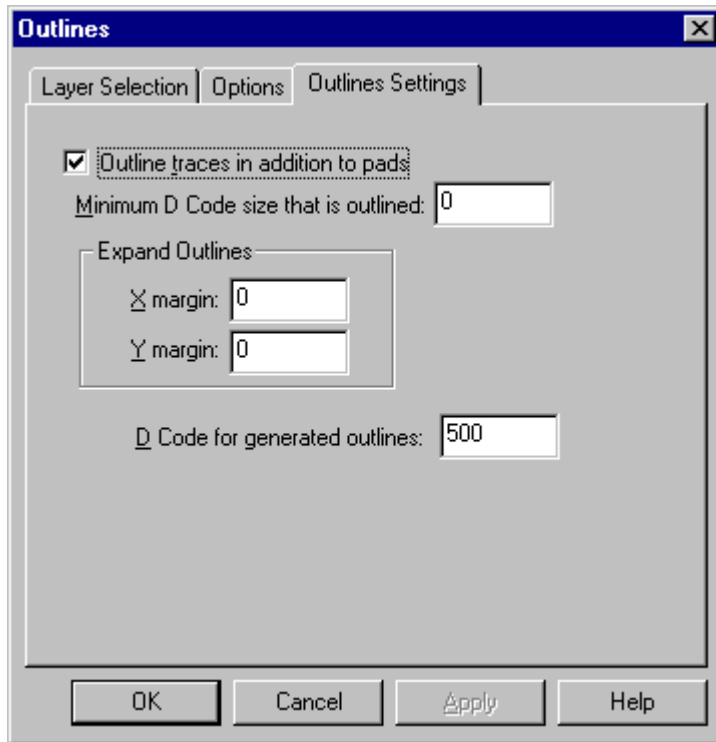 Outlines
Layer Selection Options Outlines Settings
Outline traces in addition to pads
Minimum D Code size that is outlined: 0
Expand Outlines
X margin: 0
Y margin: 0
D Code for generated outlines: 500
OK Cancel Apply Help